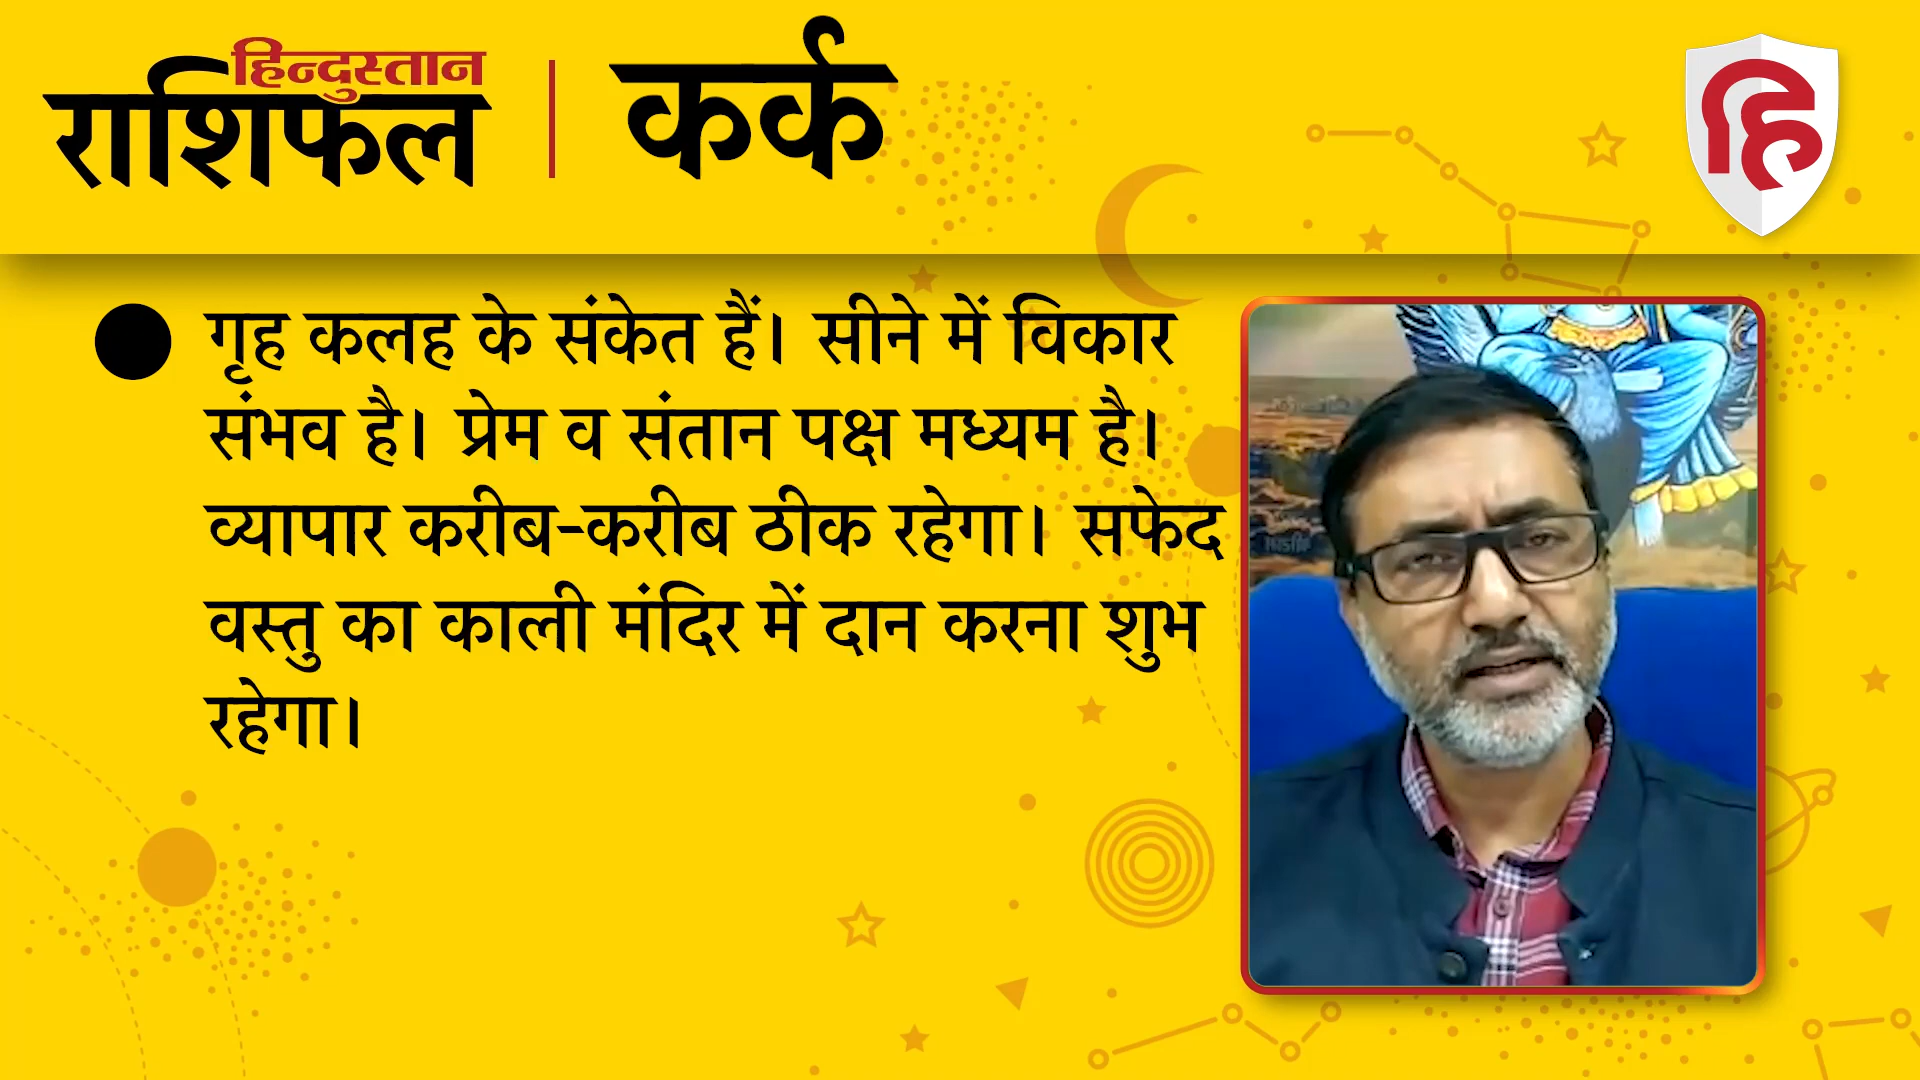 हिन्दुस्तान
राशिफल
कर्क
हि
गृह कलह के संकेत हैं। सीने में विकार
संभव है। प्रेम व संतान पक्ष मध्यम है।
व्यापार करीब-करीब ठीक रहेगा। सफेद
वस्तु का काली मंदिर में दान करना शुभ
रहेगा।